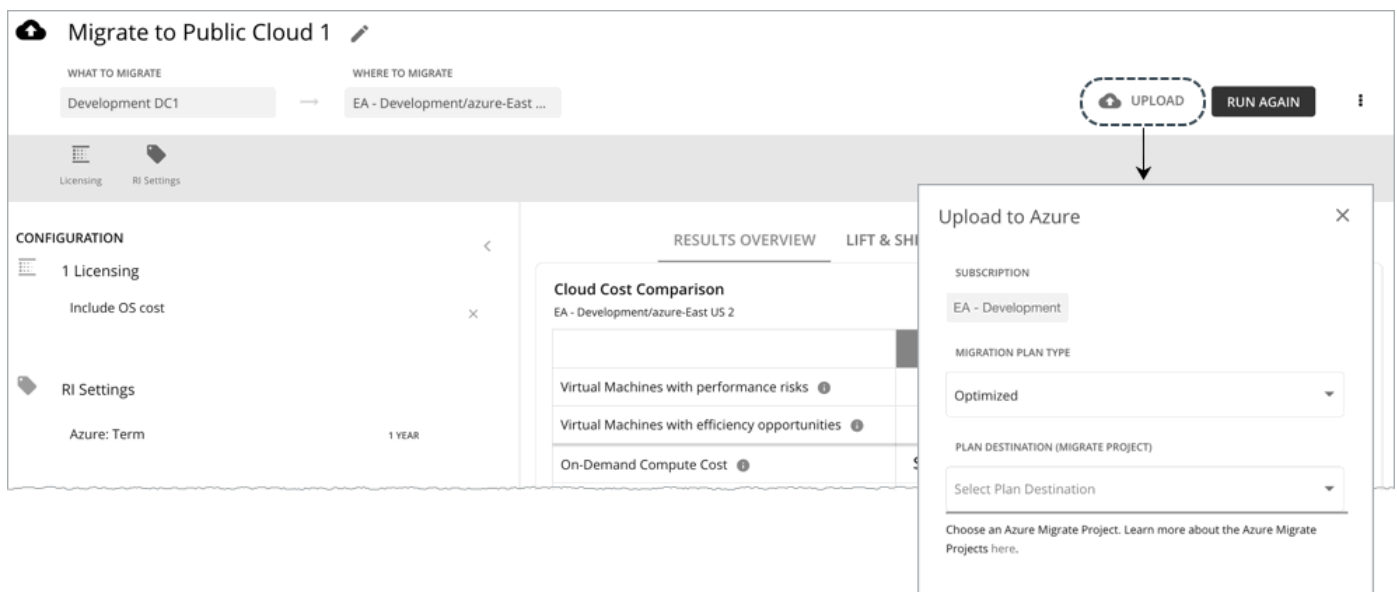 Migrate to Public Cloud 1
WHAT TO MIGRATE
WHERE TO MIGRATE
Development DC1
EA - Development/azure-East ...
UPLOAD
RUN AGAIN
Licensing
RI Settings
CONFIGURATION
1 Licensing
Include OS cost
RI Settings
Azure: Term
1 YEAR
RESULTS OVERVIEW
LIFT & SHI
Cloud Cost Comparison
EA - Development/azure-East US 2
Virtual Machines with performance risks
Virtual Machines with efficiency opportunities
On-Demand Compute Cost
Upload to Azure
SUBSCRIPTION
EA - Development
MIGRATION PLAN TYPE
Optimized
PLAN DESTINATION (MIGRATE PROJECT)
Select Plan Destination
Choose an Azure Migrate Project. Learn more about the Azure Migrate
Projects here.